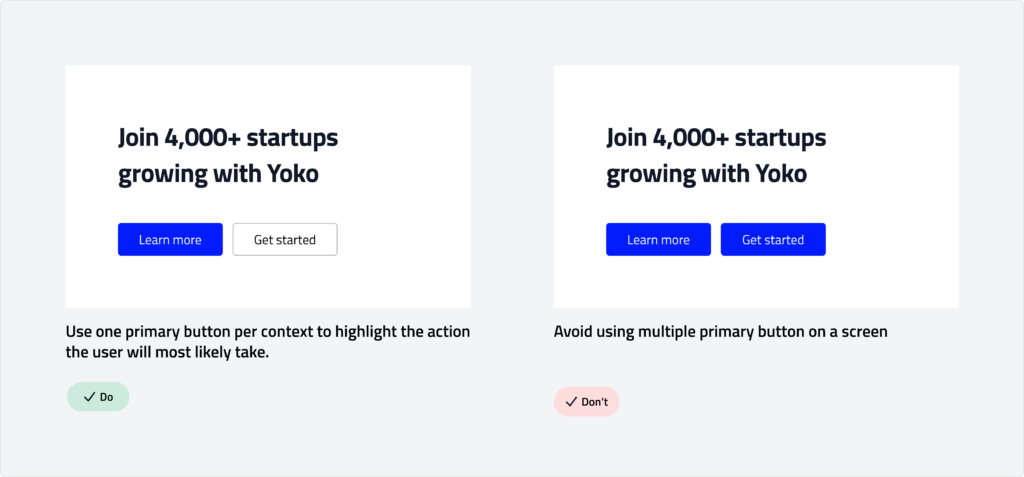 Join 4,000+ startups
growing with Yoko
Learn more
Get started
Use one primary button per context to highlight the action
the user will most likely take.
Do
Join 4,000+ startups
growing with Yoko
Learn more
Get started
Avoid using multiple primary button on a screen
Don't